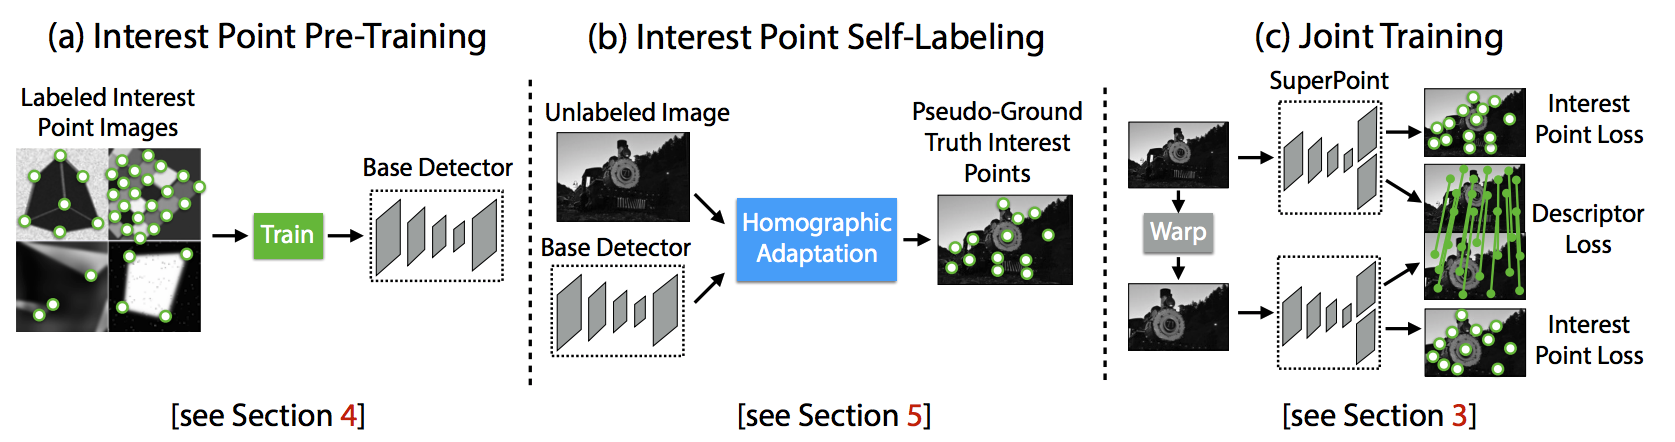 (a) Interest Point Pre-Training
Labeled Interest
Point Images
Train
Base Detector
[see Section 4]
(b) Interest Point Self-Labeling
Unlabeled Image
Base Detector
Homographic
Adaptation
Pseudo-Ground
Truth Interest
Points
[see Section 5]
(c) Joint Training
SuperPoint
Warp
Interest
Point Loss
Descriptor
Loss
Interest
Point Loss
[see Section 3]